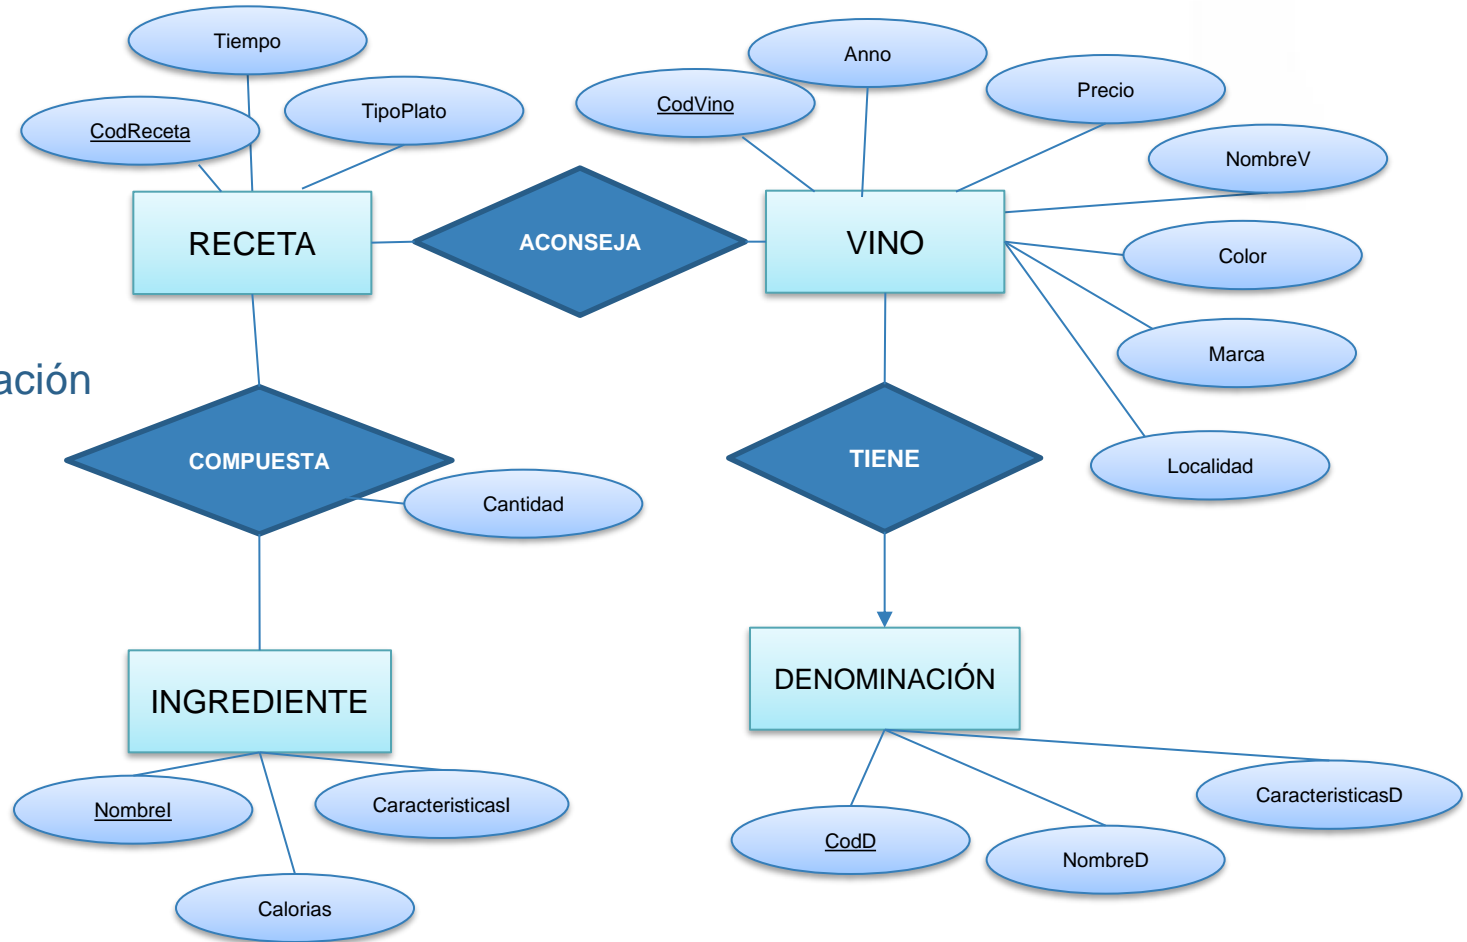 Tiempo
Anno
Precio
CodVino
TipoPlato
CodReceta
NombreV
RECETA
ACONSEJA
VINO
Color
Marca
ación
COMPUESTA
TIENE
Localidad
Cantidad
INGREDIENTE
DENOMINACIÓN
NombreI
CaracteristicasI
CaracteristicasD
CodD
NombreD
Calorias